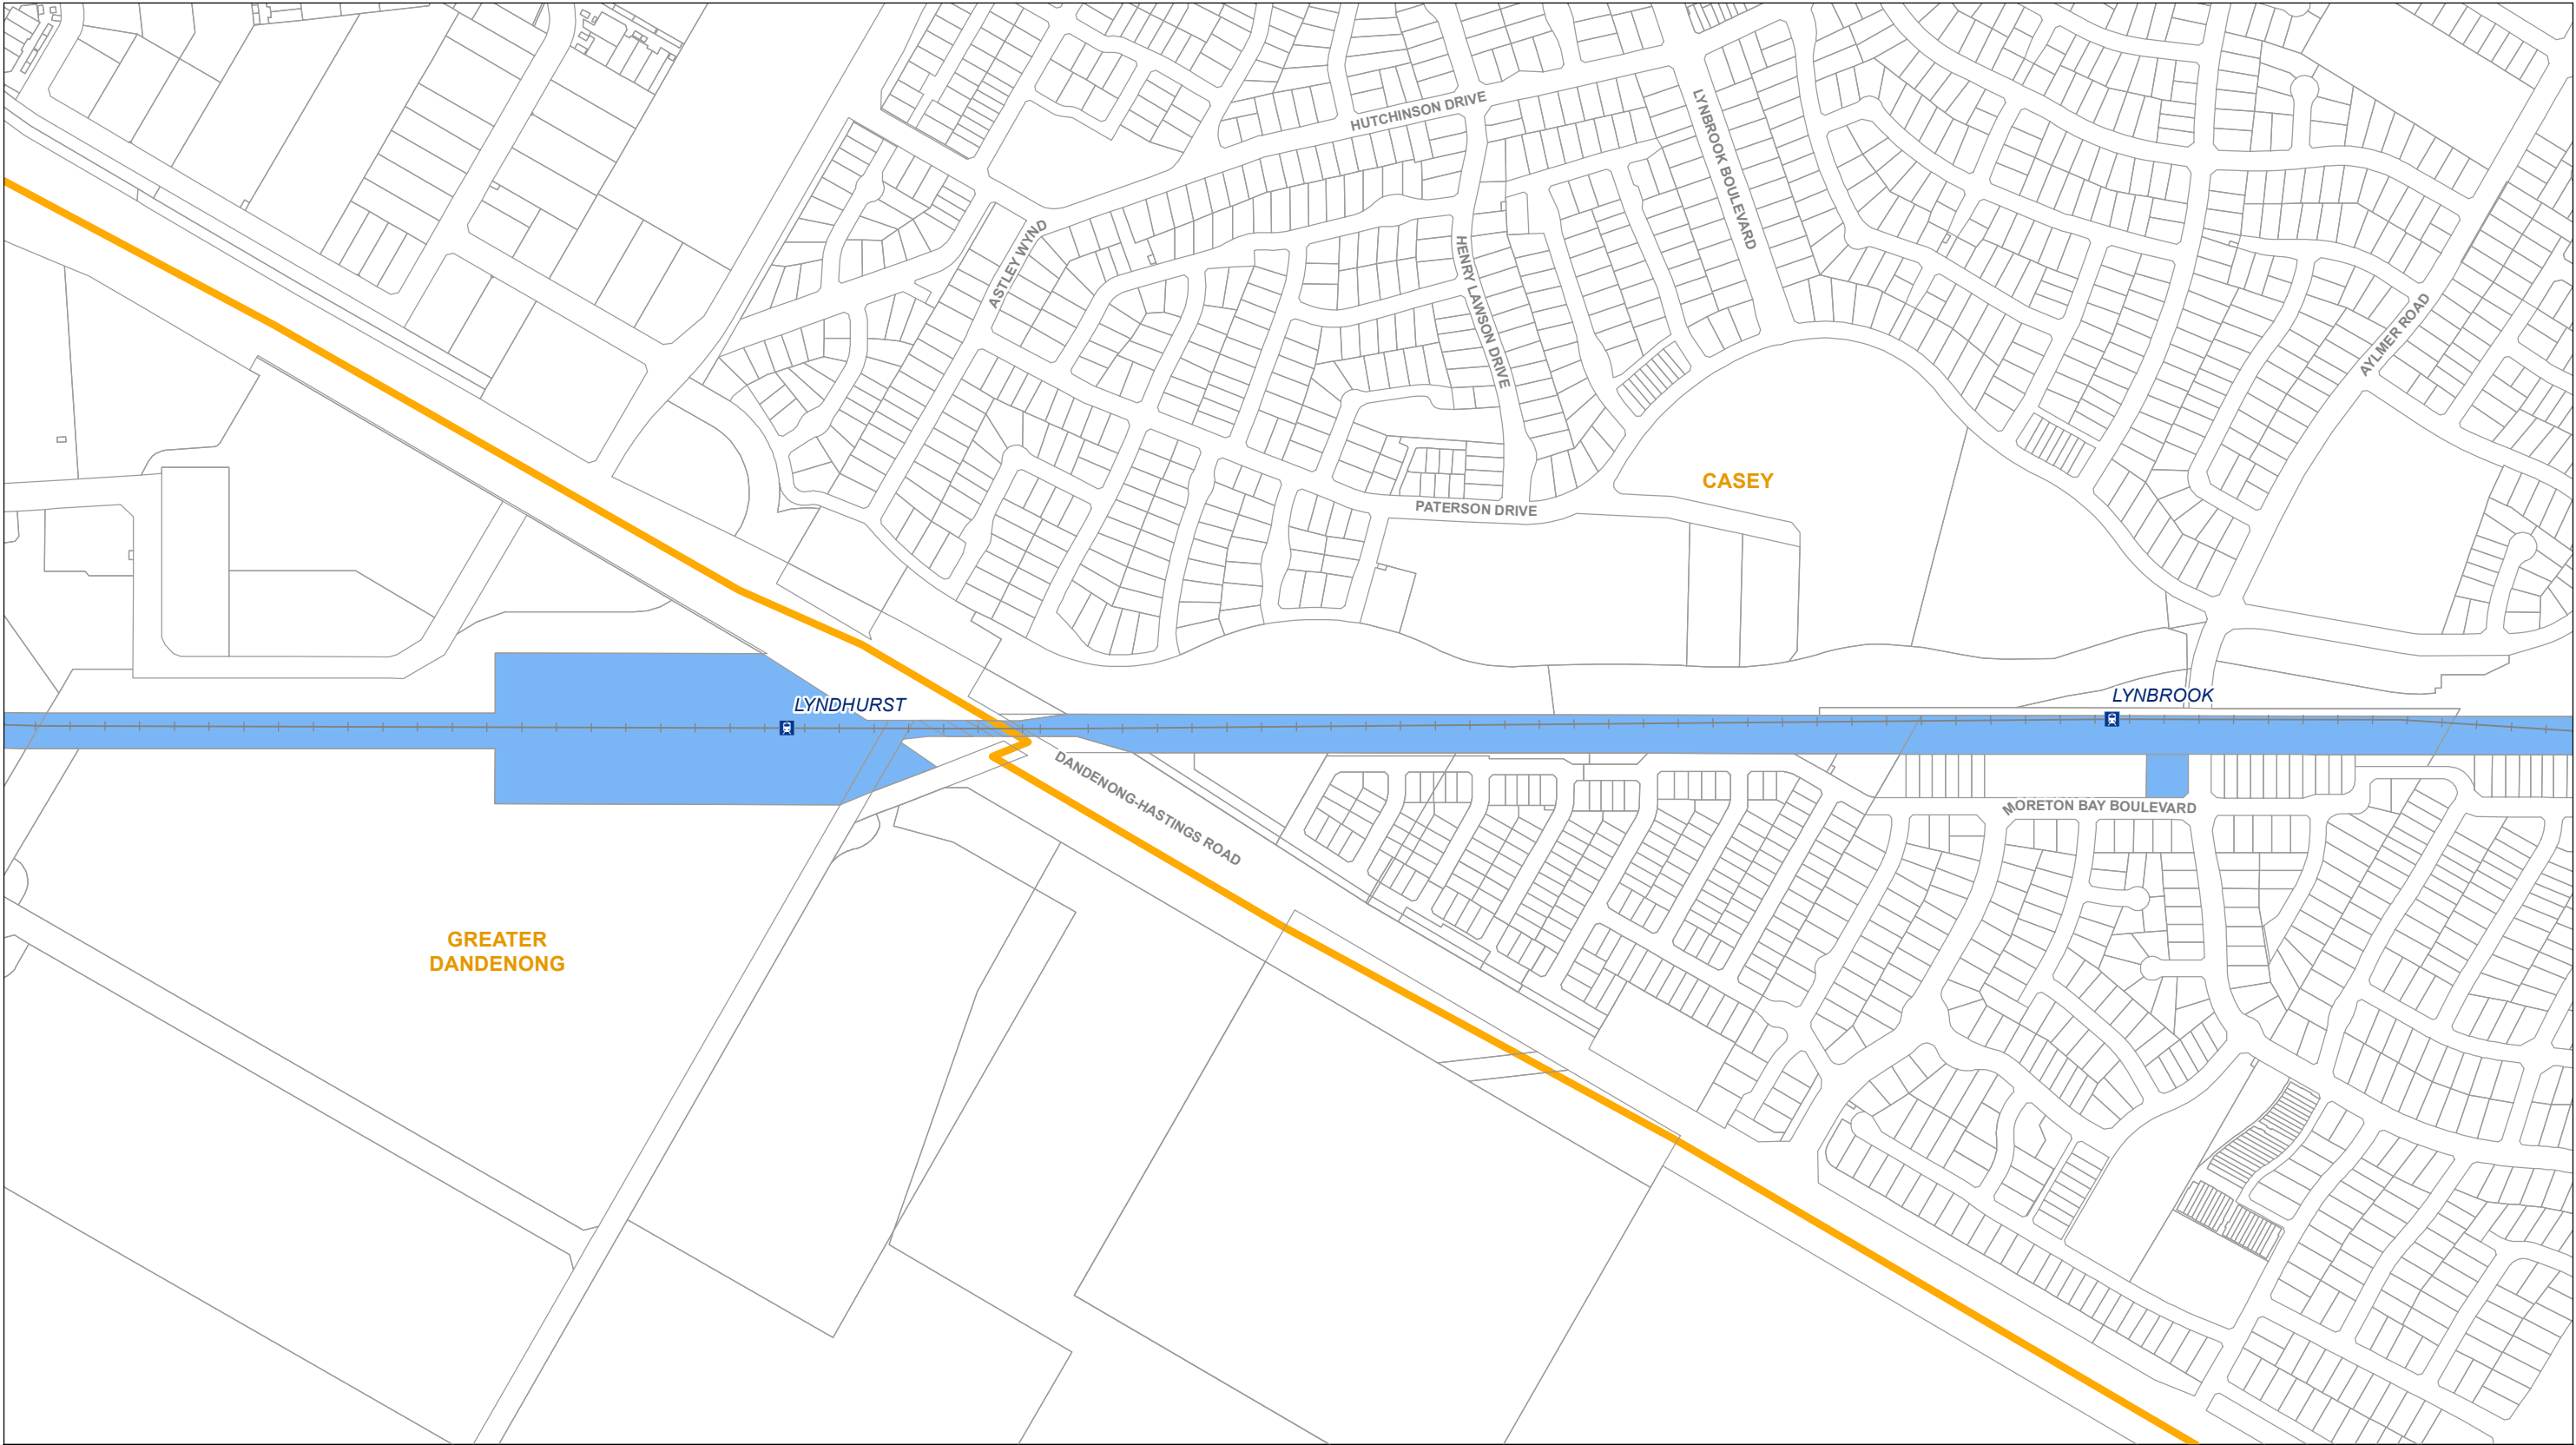 HUTCHINSON DRIVE
LYNBROOK BOULEVARD
ASTLEY WYND
HENRY LAWSON DRIVE
AYLMER ROAD
CASEY
PATERSON DRIVE
LYNDHURST
LYNBROOK
DANDENONG-HASTINGS ROAD
MORETON BAY BOULEVARD
GREATER
DANDENONG